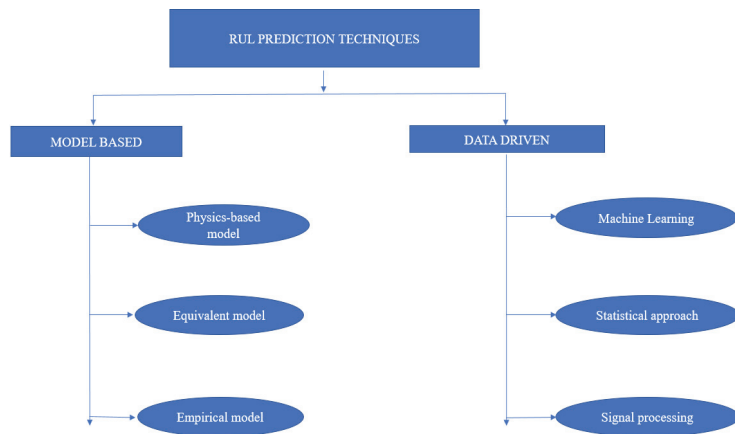 RUL PREDICTION TECHNIQUES
MODEL BASED
DATA DRIVEN
Physics-based
model
Machine Learning
Equivalent model
Statistical approach
Empirical model
Signal processing